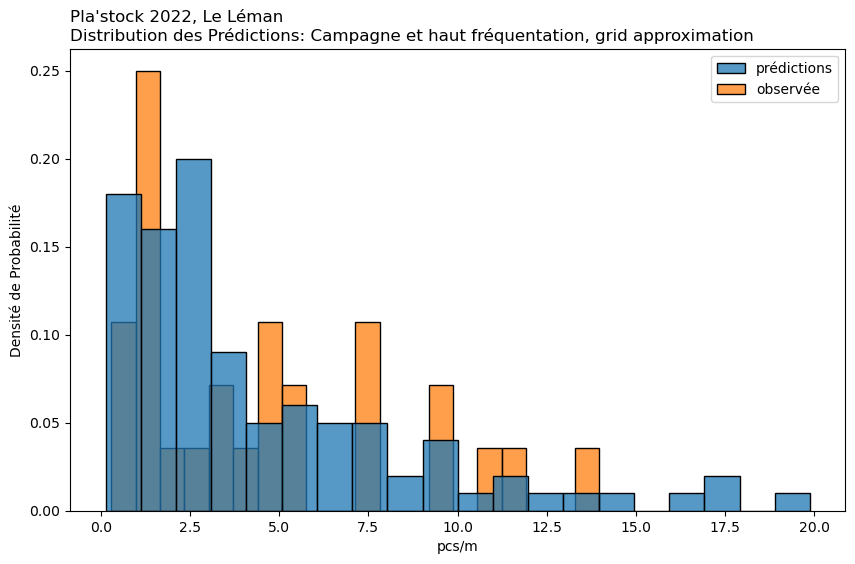 Pla'stock 2022, Le Léman
Distribution des Prédictions: Campagne et haut fréquentation, grid approximation
prédictions
observée
Densité de Probabilité
0.25
0.20
0.15
0.10
0.05
0.00
0.0 2.5 5.0 7.5 10.0 12.5 15.0 17.5 20.0
pcs/m